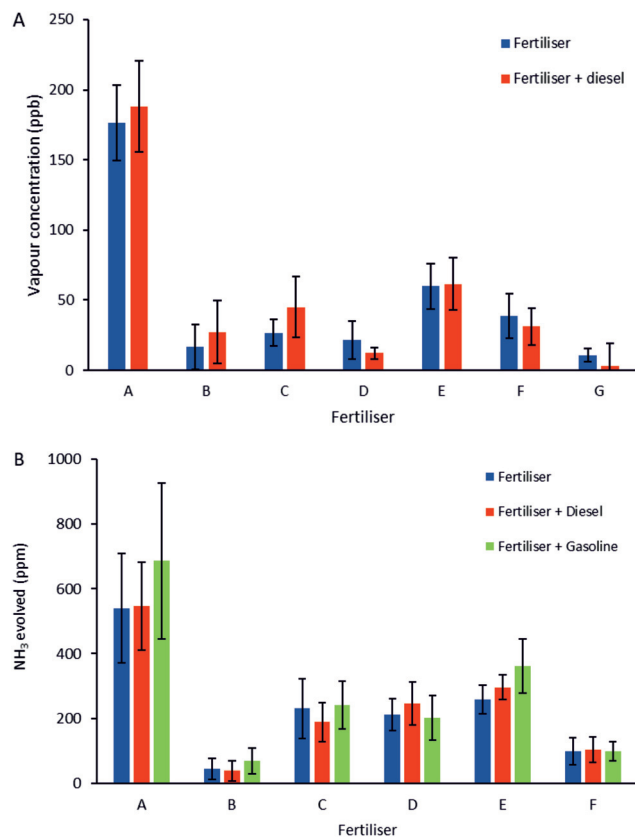 A
250
200
150
100
50
0
Vapour concentration (ppb)
Fertiliser
Fertiliser + diesel
A B C D E F G
Fertiliser
B
1000
800
600
400
200
0
NH₃ evolved (ppm)
Fertiliser
Fertiliser + Diesel
Fertiliser + Gasoline
A B C D E F
Fertiliser